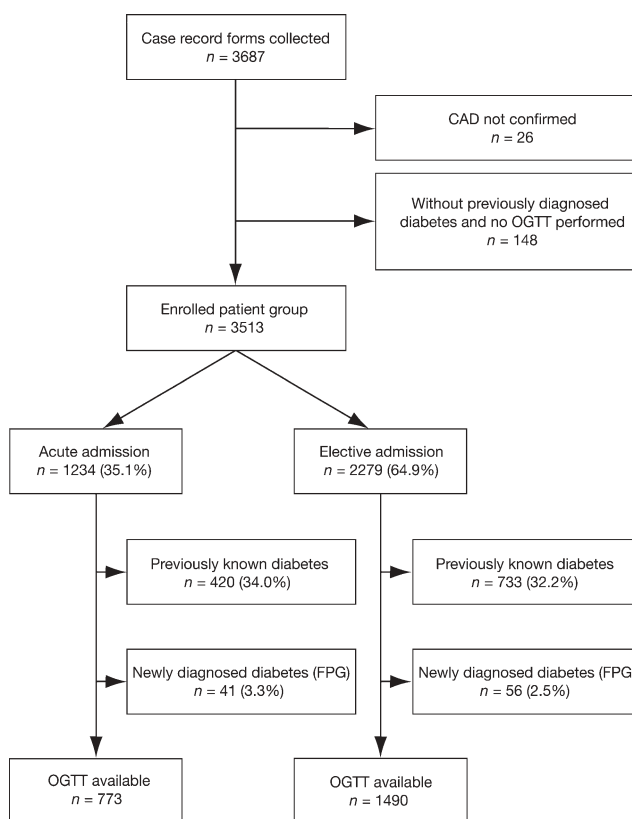 Case record forms collected
n = 3687
CAD not confirmed
n = 26
Without previously diagnosed
diabetes and no OGTT performed
n = 148
Enrolled patient group
n = 3513
Acute admission
n = 1234 (35.1%)
Elective admission
n = 2279 (64.9%)
Previously known diabetes
n = 420 (34.0%)
Previously known diabetes
n = 733 (32.2%)
Newly diagnosed diabetes (FPG)
n = 41 (3.3%)
Newly diagnosed diabetes (FPG
n = 56 (2.5%)
OGTT available
n = 773
OGTT available
n = 1490